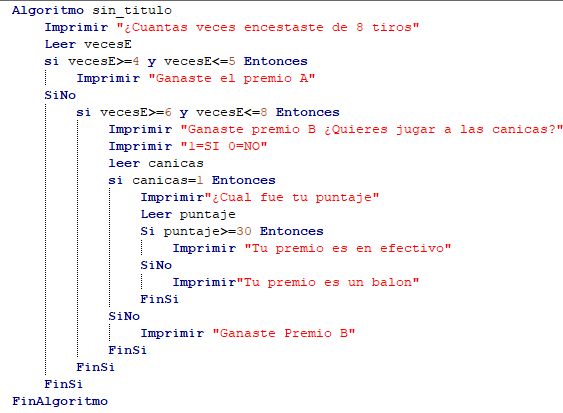 Algoritmo sin_titulo
Imprimir "¿Cuantas veces encestaste de 8 tiros"
Leer vecesE
si vecesE>=4 y vecesE<=5 Entonces
Imprimir "Ganaste el premio A"
SiNo
si vecesE>=6 y vecesE<=8 Entonces
Imprimir "Ganaste premio B ¿Quieres jugar a las canicas?"
Imprimir "1=SI 0=NO"
leer canicas
si canicas=1 Entonces
Imprimir"¿Cual fue tu puntaje"
Leer puntaje
Si puntaje>=30 Entonces
Imprimir "Tu premio es en efectivo"
SiNo
Imprimir"Tu premio es un balon"
FinSi
SiNo
Imprimir "Ganaste Premio B"
FinSi
FinSi
FinSi
FinAlgoritmo